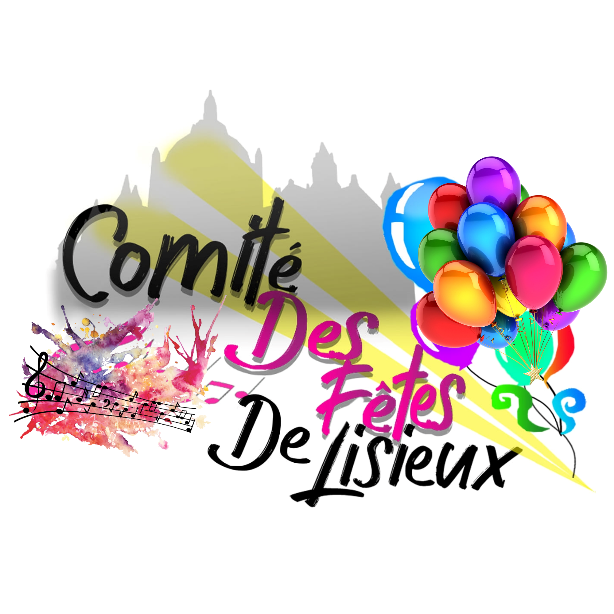 Comité
Des
Fêtes
De Lisieux